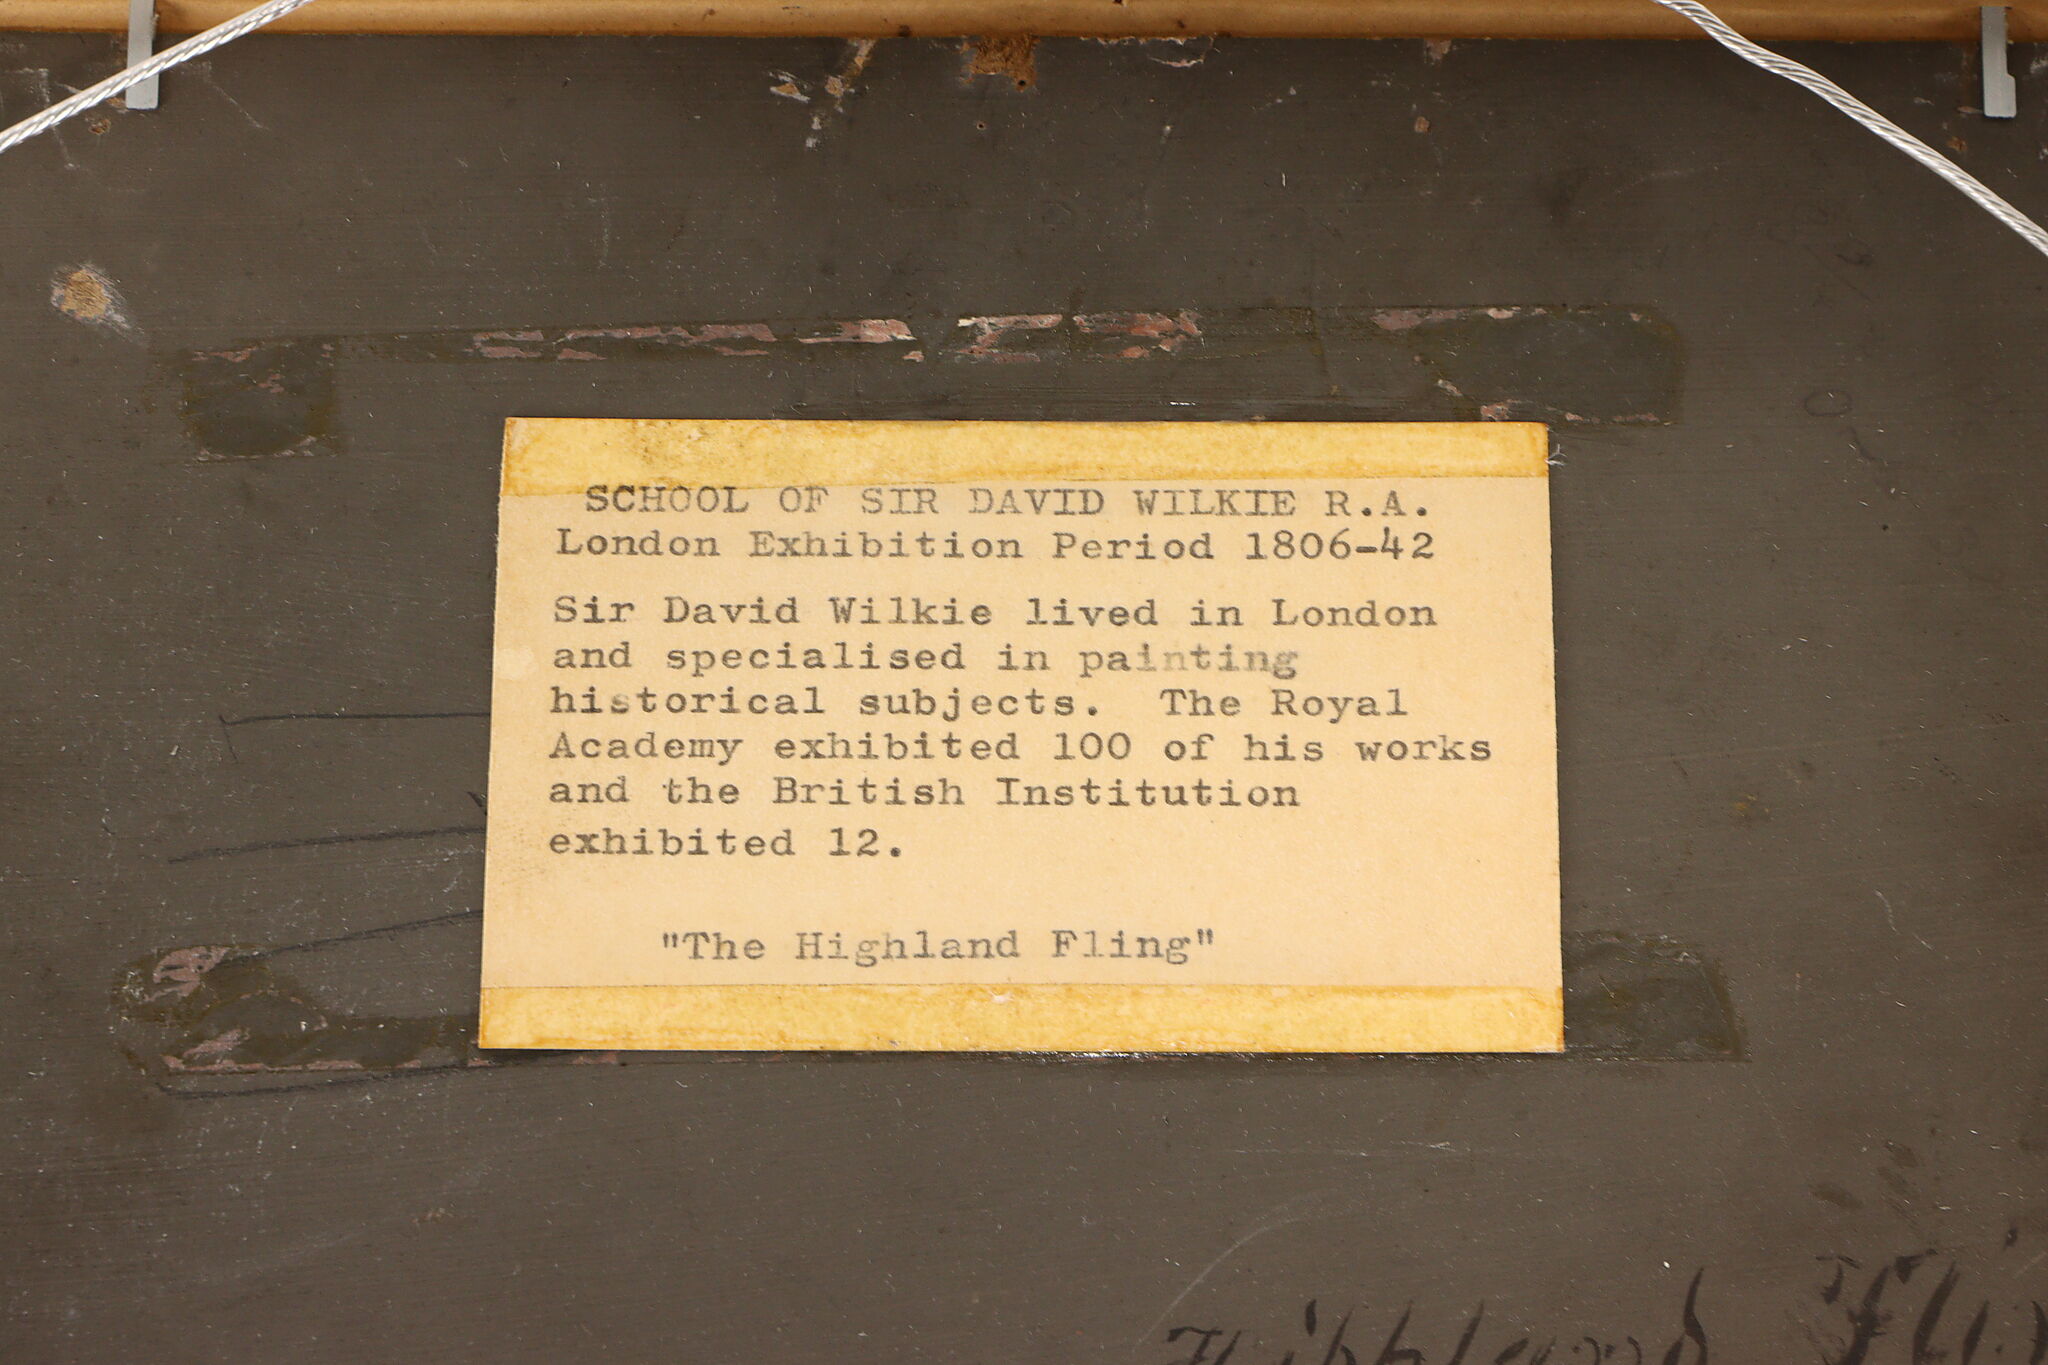 SCHOOL OF SIR DAVID WILKIE R.A.
London Exhibition Period 1806-42
Sir David Wilkie lived in London
and specialised in painting
historical subjects. The Royal
Academy exhibited 100 of his works
and the British Institution
exhibited 12.
"The Highland Fling"
Highland